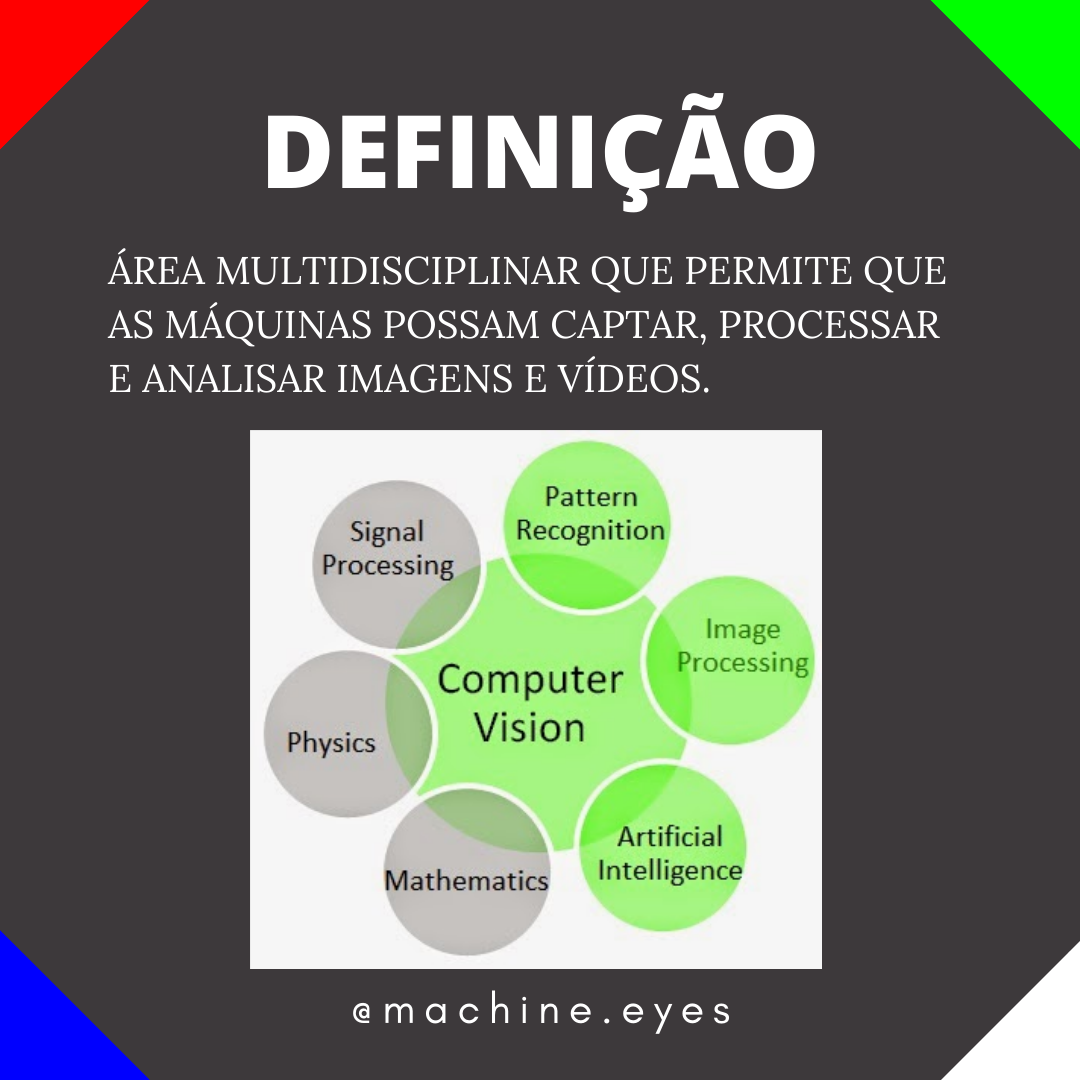 DEFINIÇÃO
ÁREA MULTIDISCIPLINAR QUE PERMITE QUE
AS MÁQUINAS POSSAM CAPTAR, PROCESSAR
E ANALISAR IMAGENS E VÍDEOS.
Pattern
Recognition
Signal
Processing
Image
Processing
Computer
Vision
Physics
Artificial
Intelligence
Mathematics
@machine.eyes